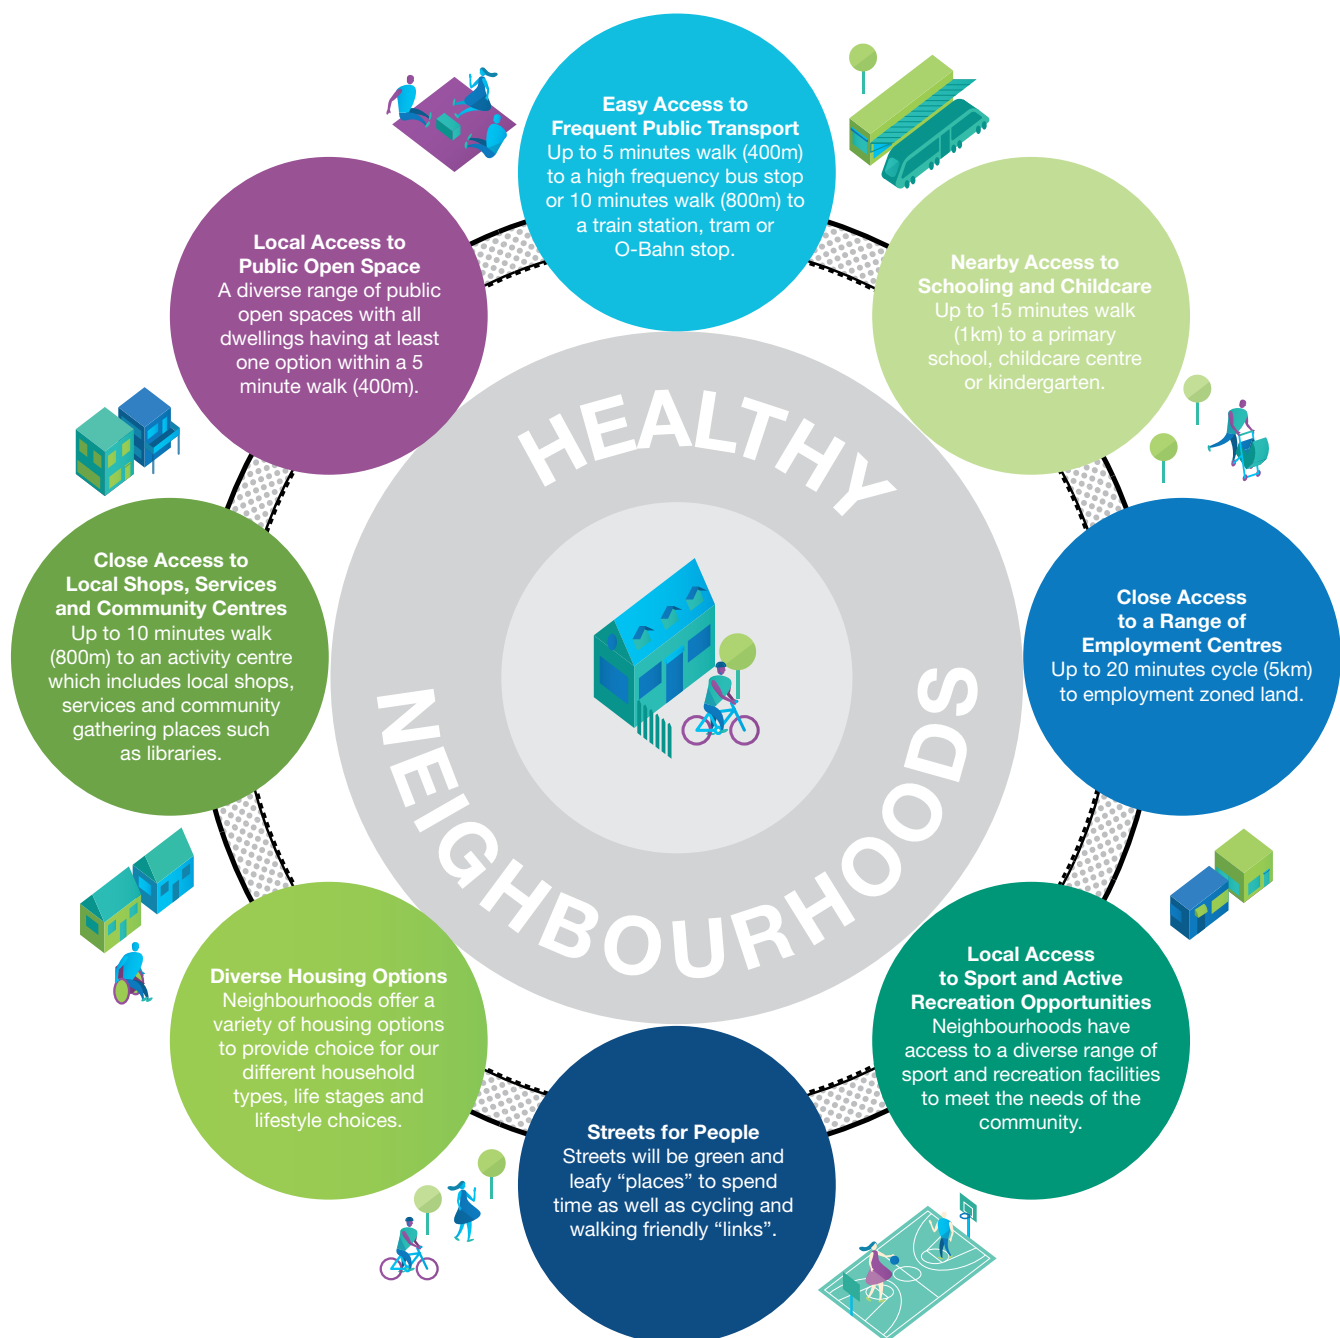 HEALTHY
NEIGHBOURHOODS
Easy Access to
Frequent Public Transport
Up to 5 minutes walk (400m)
to a high frequency bus stop
or 10 minutes walk (800m) to
a train station, tram or
O-Bahn stop.
Nearby Access to
Schooling and Childcare
Up to 15 minutes walk
(1km) to a primary
school, childcare centre
or kindergarten.
Close Access
to a Range of
Employment Centres
Up to 20 minutes cycle (5km)
to employment zoned land.
Local Access
to Sport and Active
Recreation Opportunities
Neighbourhoods have
access to a diverse range of
sport and recreation facilities
to meet the needs of the
community.
Streets for People
Streets will be green and
leafy “places” to spend
time as well as cycling and
walking friendly “links”.
Diverse Housing Options
Neighbourhoods offer a
variety of housing options
to provide choice for our
different household
types, life stages and
lifestyle choices.
Close Access to
Local Shops, Services
and Community Centres
Up to 10 minutes walk
(800m) to an activity centre
which includes local shops,
services and community
gathering places such
as libraries.
Local Access to
Public Open Space
A diverse range of public
open spaces with all
dwellings having at least
one option within a 5
minute walk (400m).